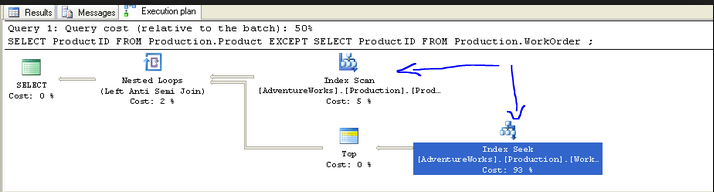 Results Messages Execution plan
Query 1: Query cost (relative to the batch): 50%
SELECT ProductID FROM Production.Product EXCEPT SELECT ProductID FROM Production.WorkOrder ;
SELECT
Cost: 0 %
Nested Loops
(Left Anti Semi Join)
Cost: 2 %
Index Scan
[AdventureWorks].[Production].[Prod…
Cost: 5 %
Top
Cost: 0 %
Index Seek
[AdventureWorks].[Production].[Work…
Cost: 93 %